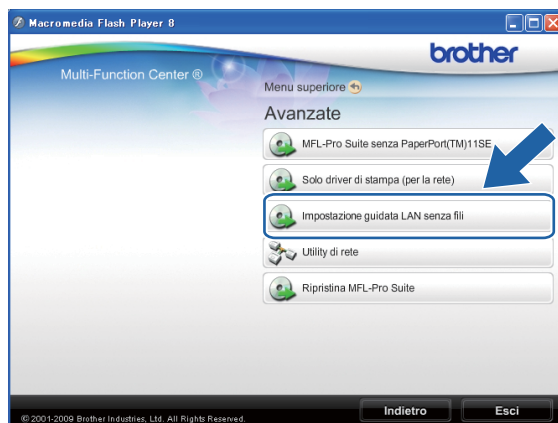 Macromedia Flash Player 8
brother
Multi-Function Center ®
Menu superiore
Avanzate
MFL-Pro Suite senza PaperPort(TM)11SE
Solo driver di stampa (per la rete)
Impostazione guidata LAN senza fili
Utility di rete
Ripristina MFL-Pro Suite
Indietro
Esci
© 2001-2009 Brother Industries, Ltd. All Rights Reserved.